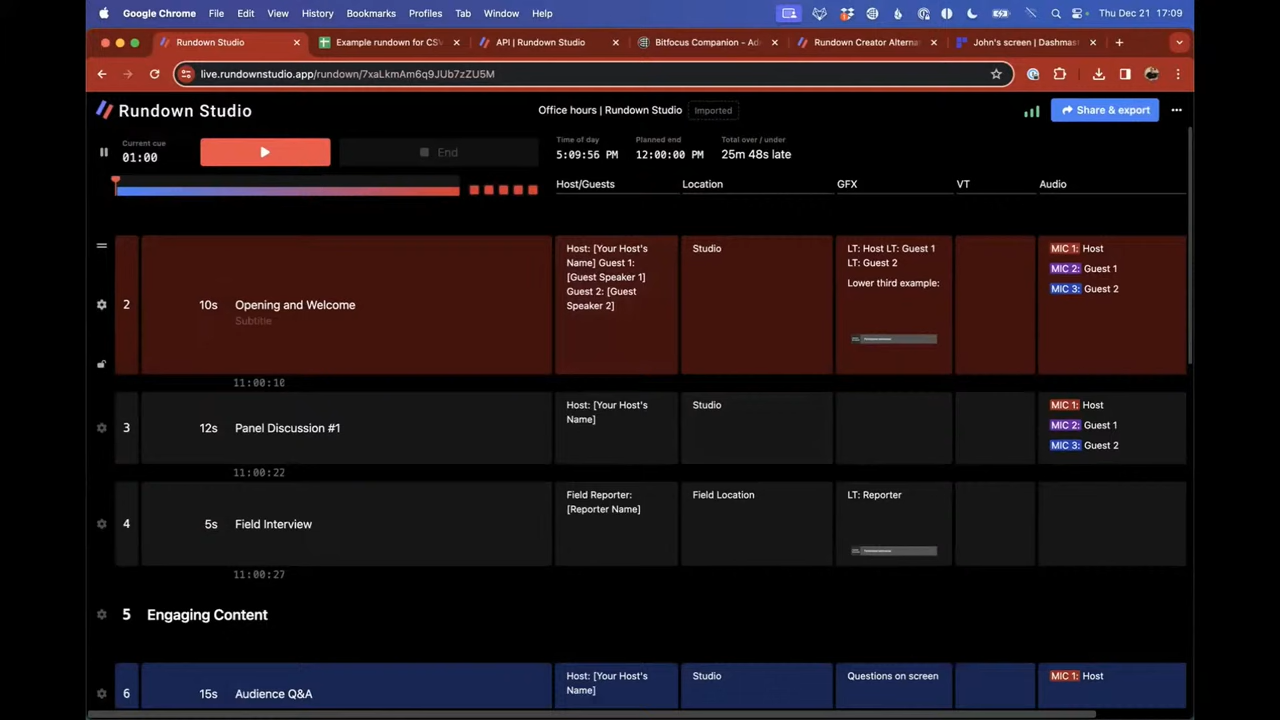 Google Chrome File Edit View History Bookmarks Profiles Tab Window Help Thu Dec 21 17:09
Rundown Studio Example rundown for CSV API | Rundown Studio Bitfocus Companion - Ad Rundown Creator Alterna John's screen | Dashmast
live.rundownstudio.app/rundown/7xaLkmAm6q9JUb7zZU5M
Rundown Studio Office hours | Rundown Studio Imported Share & export
Current cue
01:00
End
Time of day
5:09:56 PM
Planned end
12:00:00 PM
Total over / under
25m 48s late
Host/Guests Location GFX VT Audio
2 10s Opening and Welcome
Subtitle
Host: [Your Host's
Name] Guest 1:
[Guest Speaker 1]
Guest 2: [Guest
Speaker 2]
Studio
LT: Host LT: Guest 1
LT: Guest 2
Lower third example:
MIC 1: Host
MIC 2: Guest 1
MIC 3: Guest 2
11:00:10
3 12s Panel Discussion #1
Host: [Your Host's
Name]
Studio
MIC 1: Host
MIC 2: Guest 1
MIC 3: Guest 2
11:00:22
4 5s Field Interview
Field Reporter:
[Reporter Name]
Field Location
LT: Reporter
11:00:27
5 Engaging Content
6 15s Audience Q&A
Host: [Your Host's
Name]
Studio
Questions on screen
MIC 1: Host